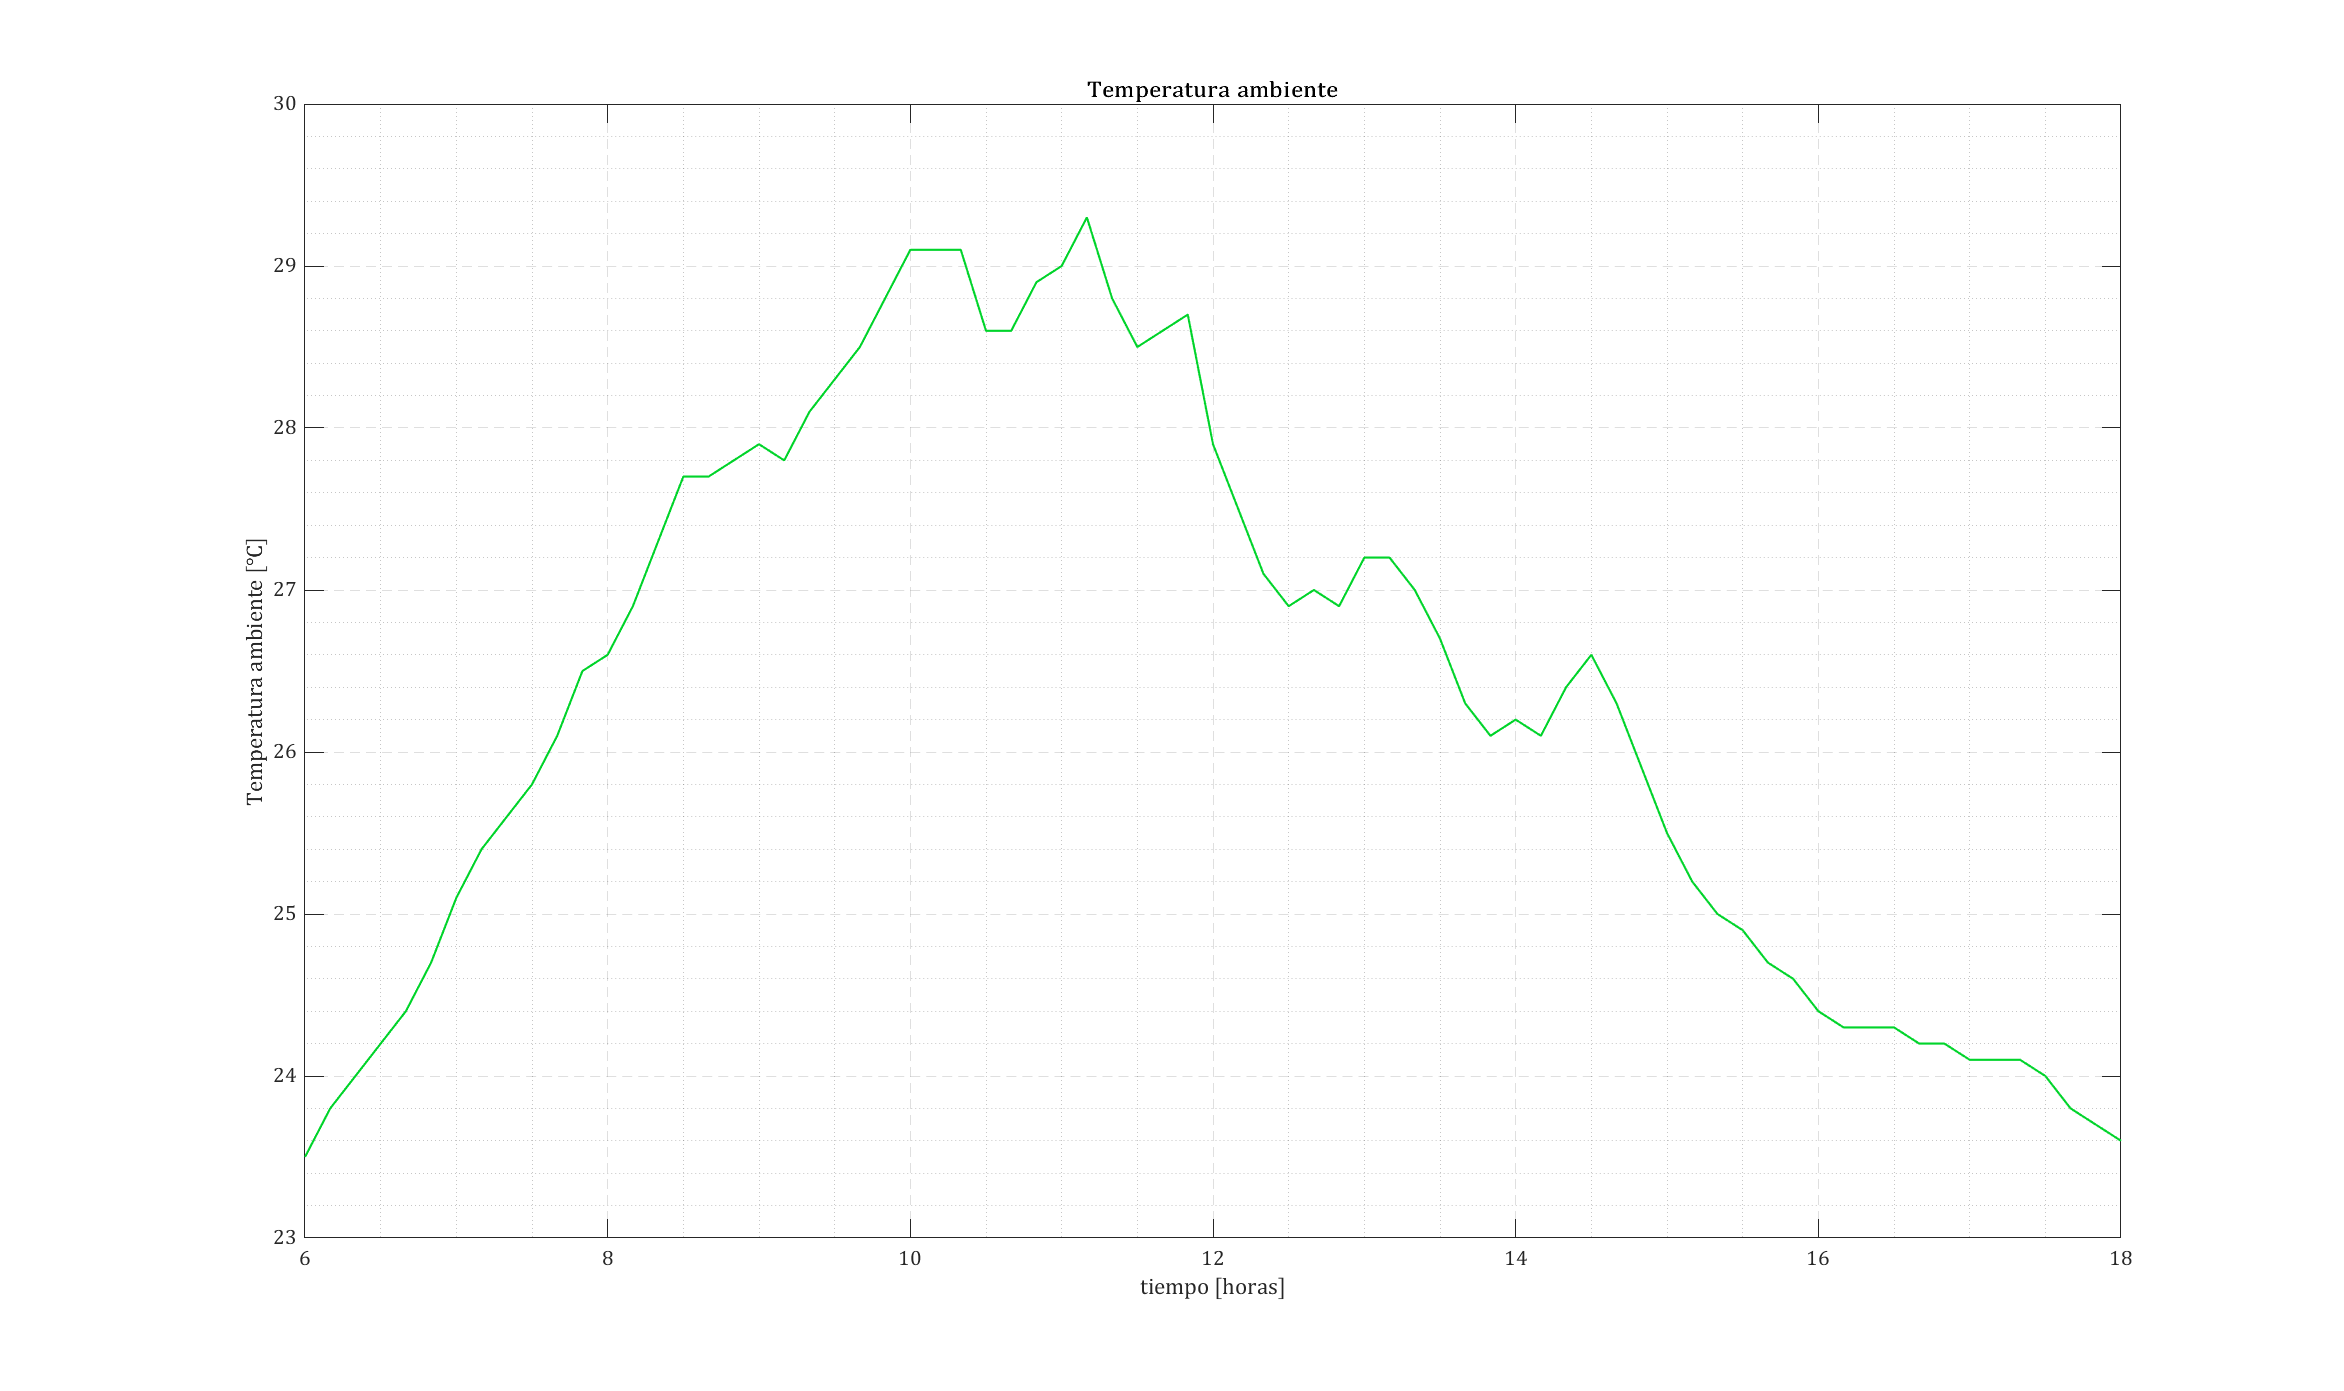 Temperatura ambiente
30
29
28
27
26
25
24
23
Temperatura ambiente [°C]
6 8 10 12 14 16 18
tiempo [horas]